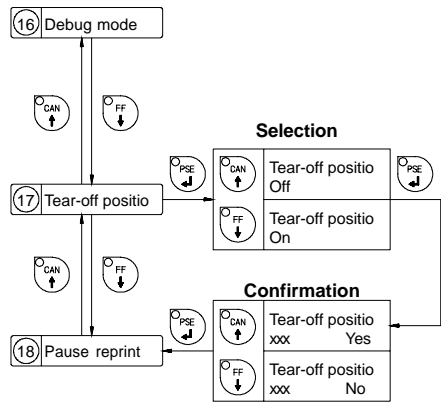 16 Debug mode
CAN FF
Selection
PSE CAN Tear-off positio PSE
Off
17 Tear-off positio
FF Tear-off positio
On
CAN FF
Confirmation
PSE CAN Tear-off positio
xxx Yes
18 Pause reprint
FF Tear-off positio
xxx No